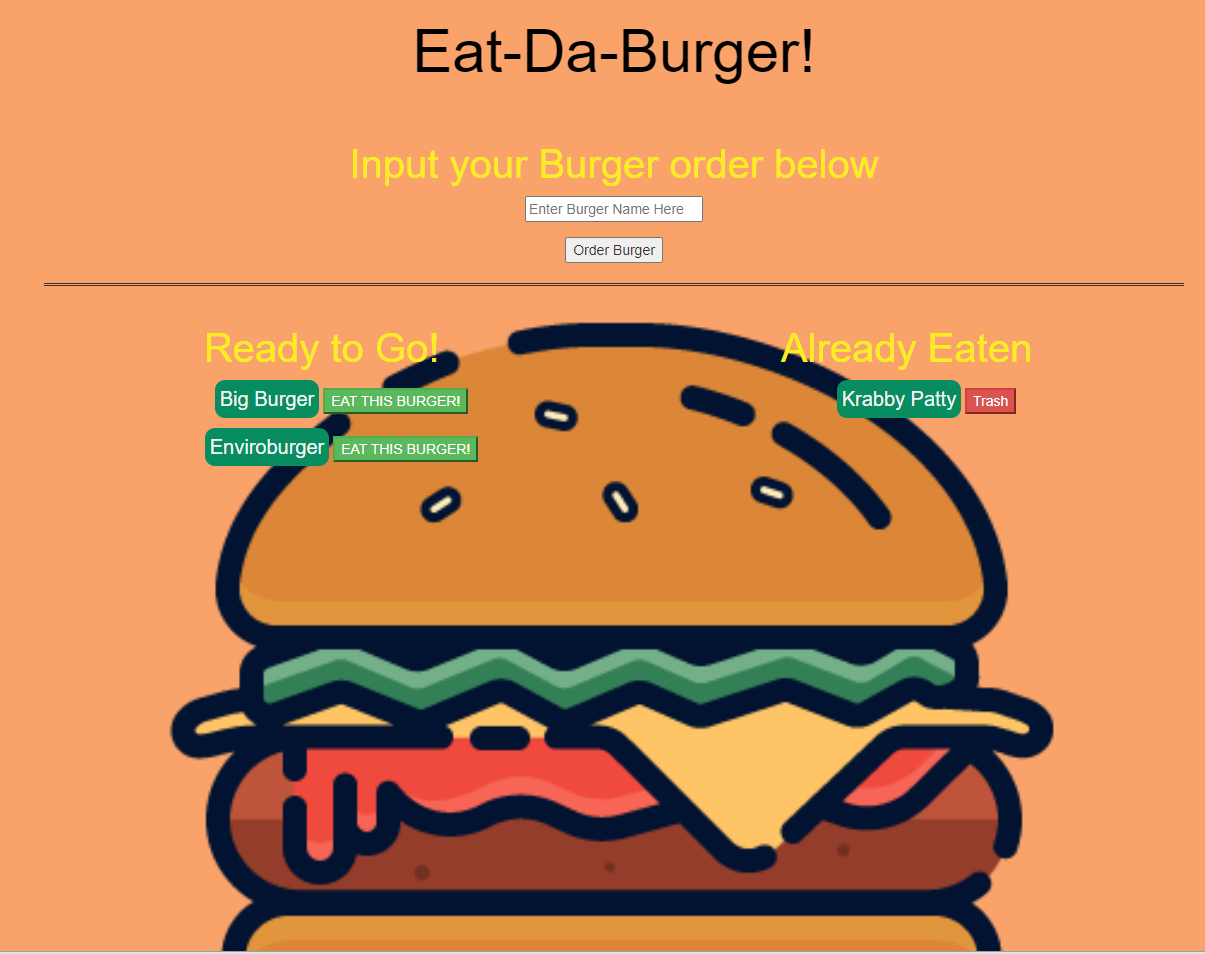 Eat-Da-Burger!
Input your Burger order below
Enter Burger Name Here
Order Burger
Ready to Go!
Big Burger EAT THIS BURGER!
Enviroburger EAT THIS BURGER!
Already Eaten
Krabby Patty Trash